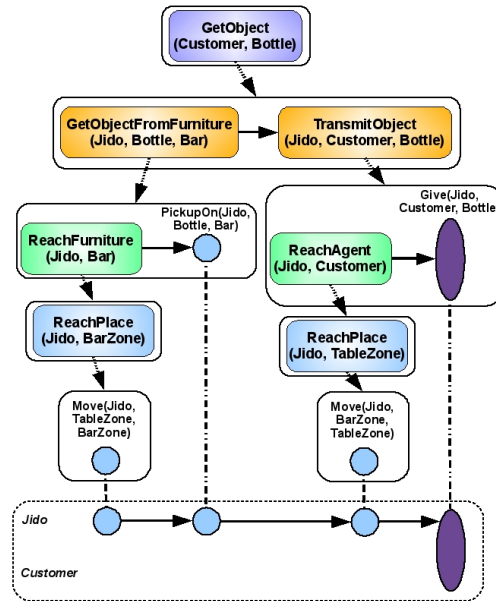 GetObject
(Customer, Bottle)
GetObjectFromFurniture
(Jido, Bottle, Bar)
TransmitObject
(Jido, Customer, Bottle)
PickupOn(Jido,
Bottle, Bar)
ReachFurniture
(Jido, Bar)
Give(Jido,
Customer, Bottle
ReachAgent
(Jido, Customer)
ReachPlace
(Jido, BarZone)
ReachPlace
(Jido, TableZone)
Move(Jido,
TableZone,
BarZone)
Move(Jido,
BarZone,
TableZone)
Jido
Customer